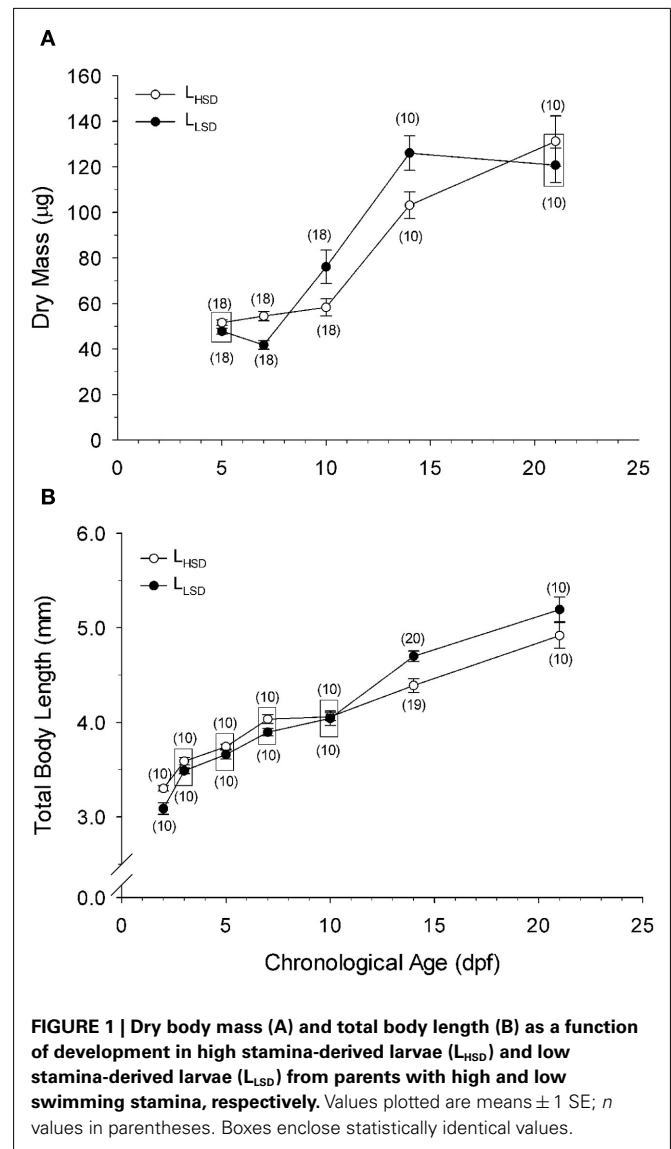 A
160
140
120
100
80
60
40
20
0
Dry Mass (µg)
L_HSD
L_LSD
(18)
(18)
(18)
(18)
(18)
(18)
(10)
(10)
(10)
(10)
0 5 10 15 20 25
B
6.0
5.0
4.0
3.0
0.0
Total Body Length (mm)
L_HSD
L_LSD
(10)
(10)
(10)
(10)
(10)
(10)
(10)
(10)
(10)
(10)
(20)
(19)
(10)
(10)
0 5 10 15 20 25
Chronological Age (dpf)
FIGURE 1 | Dry body mass (A) and total body length (B) as a function
of development in high stamina-derived larvae (L_HSD) and low
stamina-derived larvae (L_LSD) from parents with high and low
swimming stamina, respectively. Values plotted are means ± 1 SE; n
values in parentheses. Boxes enclose statistically identical values.